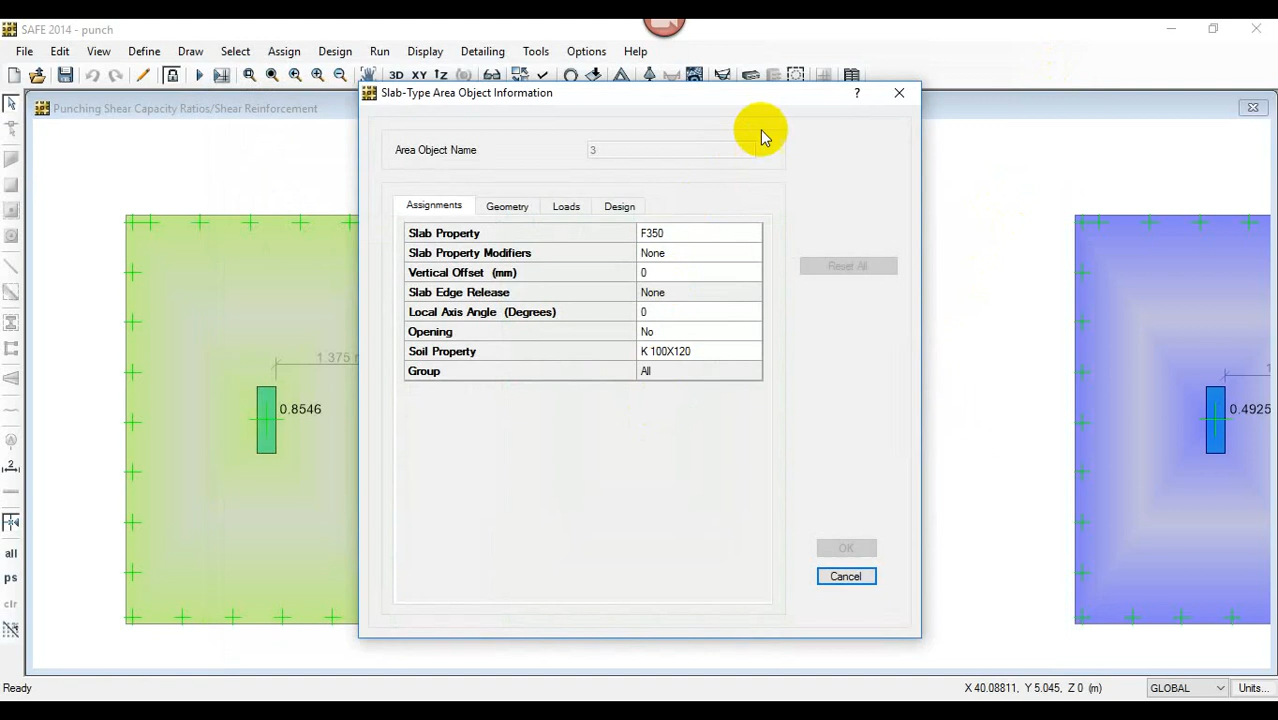 SAFE 2014 - punch
File Edit View Define Draw Select Assign Design Run Display Detailing Tools Options Help
3D XY
Punching Shear Capacity Ratios/Shear Reinforcement
Slab-Type Area Object Information ?
Area Object Name 3
Assignments Geometry Loads Design
Slab Property F350
Slab Property Modifiers None
Vertical Offset (mm) 0
Slab Edge Release None
Local Axis Angle (Degrees) 0
Opening No
Soil Property K 100X120
Group All
Reset All
OK
Cancel
1.375
0.8546
0.4925
2
all
ps
clr
Ready
X 40.08811, Y 5.045, Z 0 (m)
GLOBAL
Units...